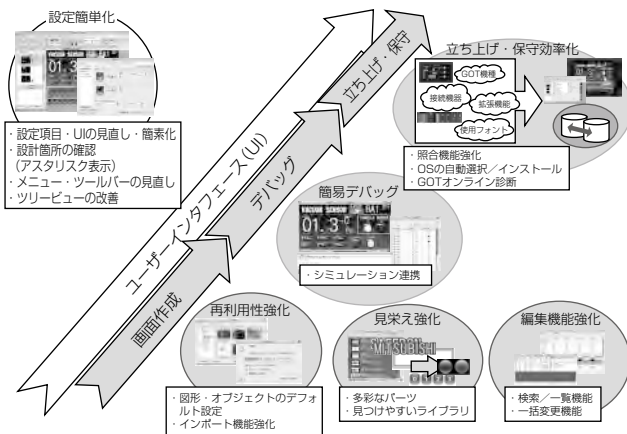 設定簡単化
・設定項目・UIの見直し・簡素化
・設計箇所の確認
（アスタリスク表示）
・メニュー・ツールバーの見直し
・ツリービューの改善
ユーザーインタフェース（UI）
画面作成
デバッグ
立ち上げ・保守
立ち上げ・保守効率化
GOT機種
接続機器
拡張機能
使用フォント
・照合機能強化
・OSの自動選択／インストール
・GOTオンライン診断
簡易デバッグ
01.3
・シミュレーション連携
再利用性強化
・図形・オブジェクトのデフォ
ルト設定
・インポート機能強化
見栄え強化
MITSUBISHI
・多彩なパーツ
・見つけやすいライブラリ
編集機能強化
・検索／一覧機能
・一括変更機能